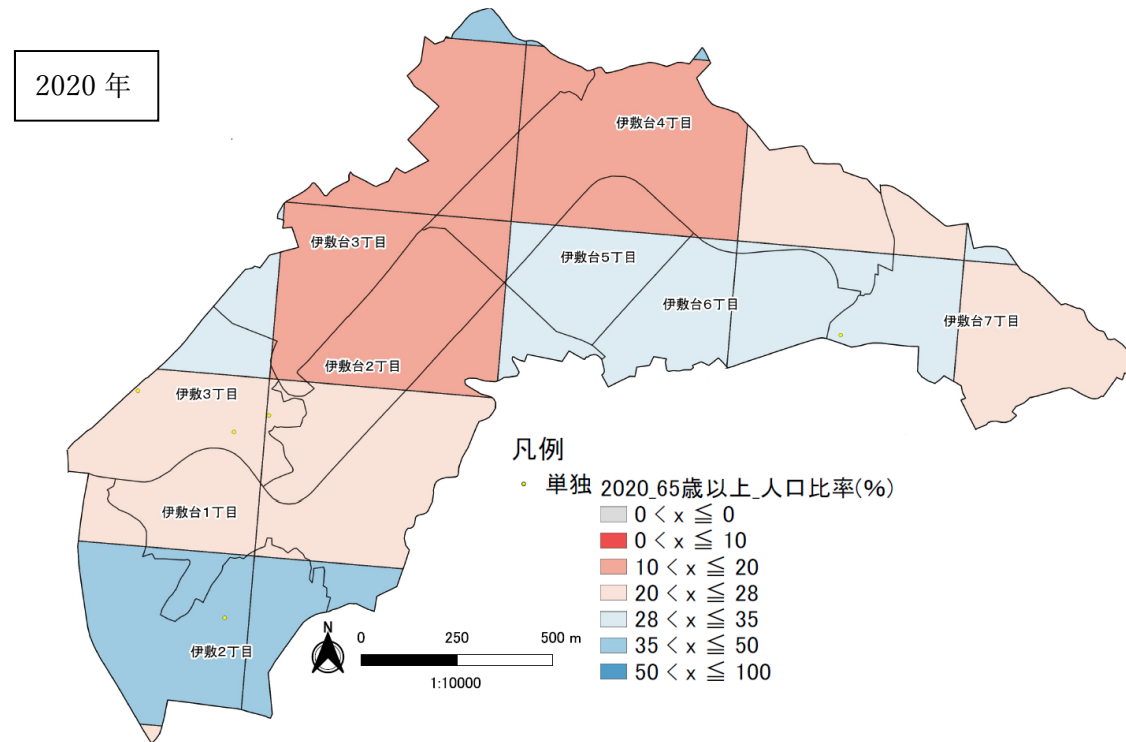 2020 年
伊敷台4丁目
伊敷台3丁目
伊敷台5丁目
伊敷台6丁目
伊敷台7丁目
伊敷台2丁目
伊敷3丁目
伊敷台1丁目
伊敷2丁目
凡例
単独
2020_65歳以上_人口比率(%)
0 < x ≦ 0
0 < x ≦ 10
10 < x ≦ 20
20 < x ≦ 28
28 < x ≦ 35
35 < x ≦ 50
50 < x ≦ 100
N
0 250 500 m
1:10000